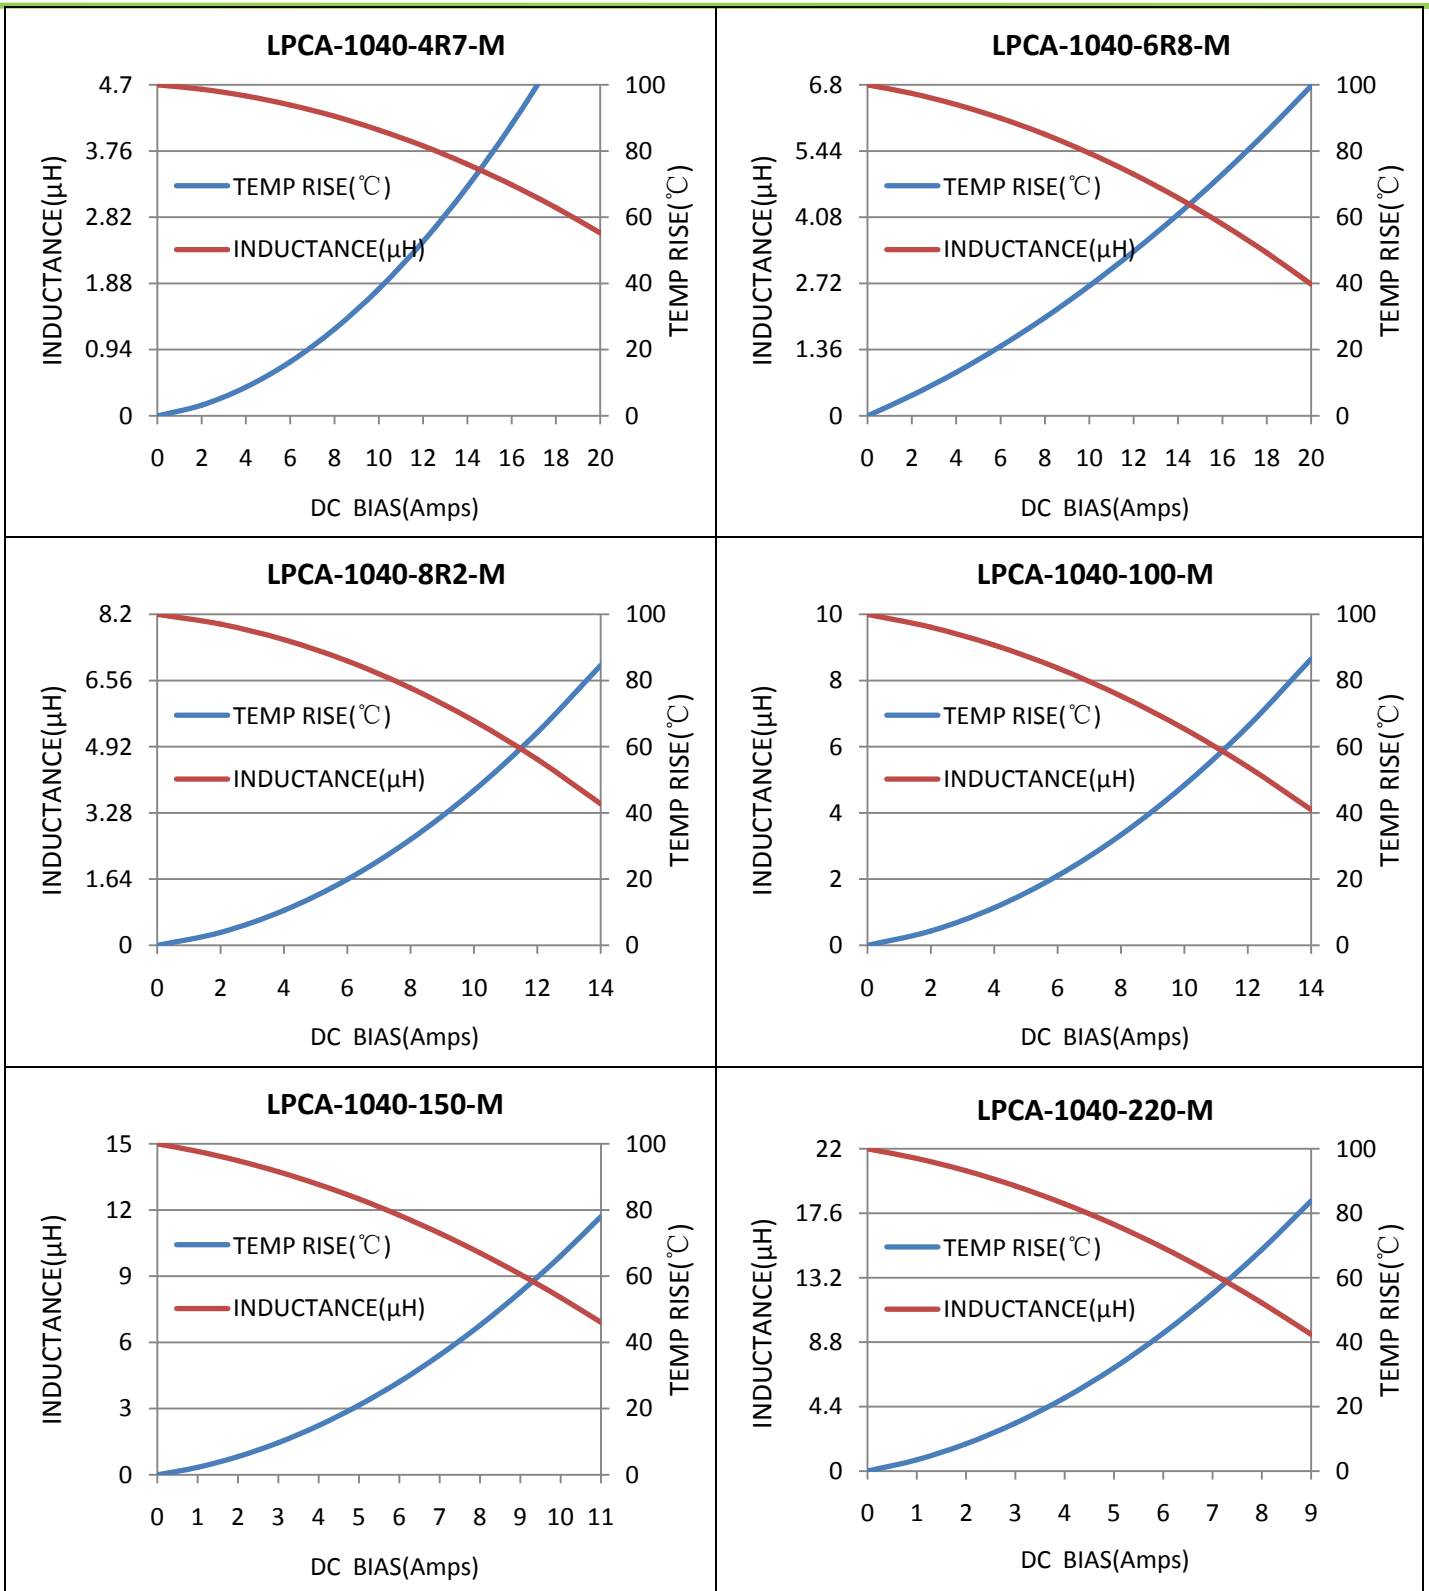 LPCA-1040-4R7-M
4.7
3.76
2.82
1.88
0.94
0
100
80
60
40
20
0
INDUCTANCE(μH)
TEMP RISE(℃)
TEMP RISE(℃)
INDUCTANCE(μH)
0 2 4 6 8 10 12 14 16 18 20
DC BIAS(Amps)
LPCA-1040-6R8-M
6.8
5.44
4.08
2.72
1.36
0
100
80
60
40
20
0
INDUCTANCE(μH)
TEMP RISE(℃)
TEMP RISE(℃)
INDUCTANCE(μH)
0 2 4 6 8 10 12 14 16 18 20
DC BIAS(Amps)
LPCA-1040-8R2-M
8.2
6.56
4.92
3.28
1.64
0
100
80
60
40
20
0
INDUCTANCE(μH)
TEMP RISE(℃)
TEMP RISE(℃)
INDUCTANCE(μH)
0 2 4 6 8 10 12 14
DC BIAS(Amps)
LPCA-1040-100-M
10
8
6
4
2
0
100
80
60
40
20
0
INDUCTANCE(μH)
TEMP RISE(℃)
TEMP RISE(℃)
INDUCTANCE(μH)
0 2 4 6 8 10 12 14
DC BIAS(Amps)
LPCA-1040-150-M
15
12
9
6
3
0
100
80
60
40
20
0
INDUCTANCE(μH)
TEMP RISE(℃)
TEMP RISE(℃)
INDUCTANCE(μH)
0 1 2 3 4 5 6 7 8 9 10 11
DC BIAS(Amps)
LPCA-1040-220-M
22
17.6
13.2
8.8
4.4
0
100
80
60
40
20
0
INDUCTANCE(μH)
TEMP RISE(℃)
TEMP RISE(℃)
INDUCTANCE(μH)
0 1 2 3 4 5 6 7 8 9
DC BIAS(Amps)